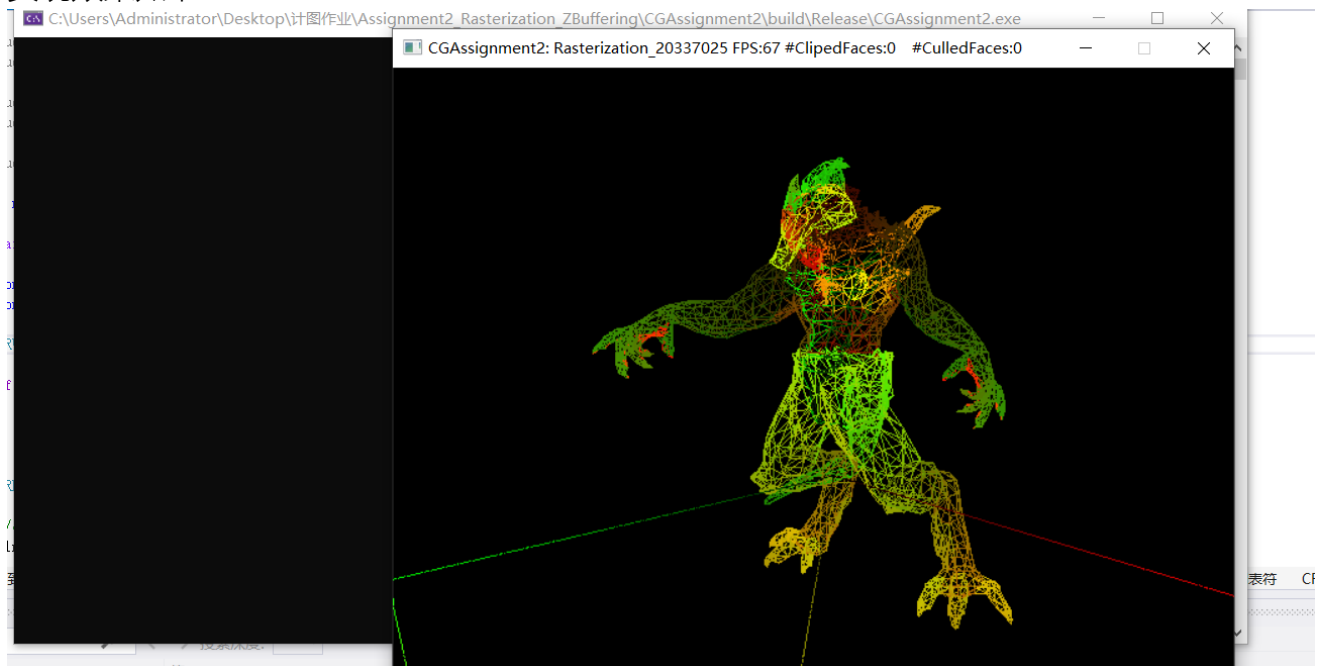 C:\Users\Administrator\Desktop\计图作业\Assignment2_Rasterization_ZBuffering\CGAssignment2\build\Release\CGAssignment2.exe
CGAssignment2: Rasterization_20337025 FPS:67 #ClipedFaces:0 #CulledFaces:0
表符